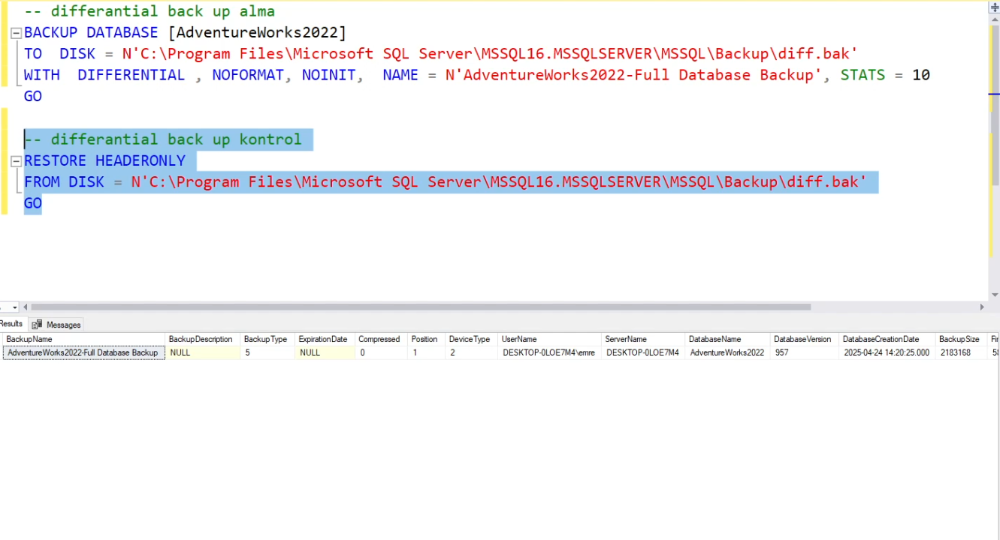 -- differantial back up alma
BACKUP DATABASE [AdventureWorks2022]
TO  DISK = N'C:\Program Files\Microsoft SQL Server\MSSQL16.MSSQLSERVER\MSSQL\Backup\diff.bak'
WITH  DIFFERENTIAL , NOFORMAT, NOINIT,  NAME = N'AdventureWorks2022-Full Database Backup', STATS = 10
GO
-- differantial back up kontrol
RESTORE HEADERONLY
FROM DISK = N'C:\Program Files\Microsoft SQL Server\MSSQL16.MSSQLSERVER\MSSQL\Backup\diff.bak'
GO
Results Messages
BackupName BackupDescription BackupType ExpirationDate Compressed Position DeviceType UserName ServerName DatabaseName DatabaseVersion DatabaseCreationDate BackupSize
AdventureWorks2022-Full Database Backup NULL 5 NULL 0 1 2 DESKTOP-0LOE7M4\emre DESKTOP-0LOE7M4 AdventureWorks2022 957 2025-04-24 14:20:25.000 2183168